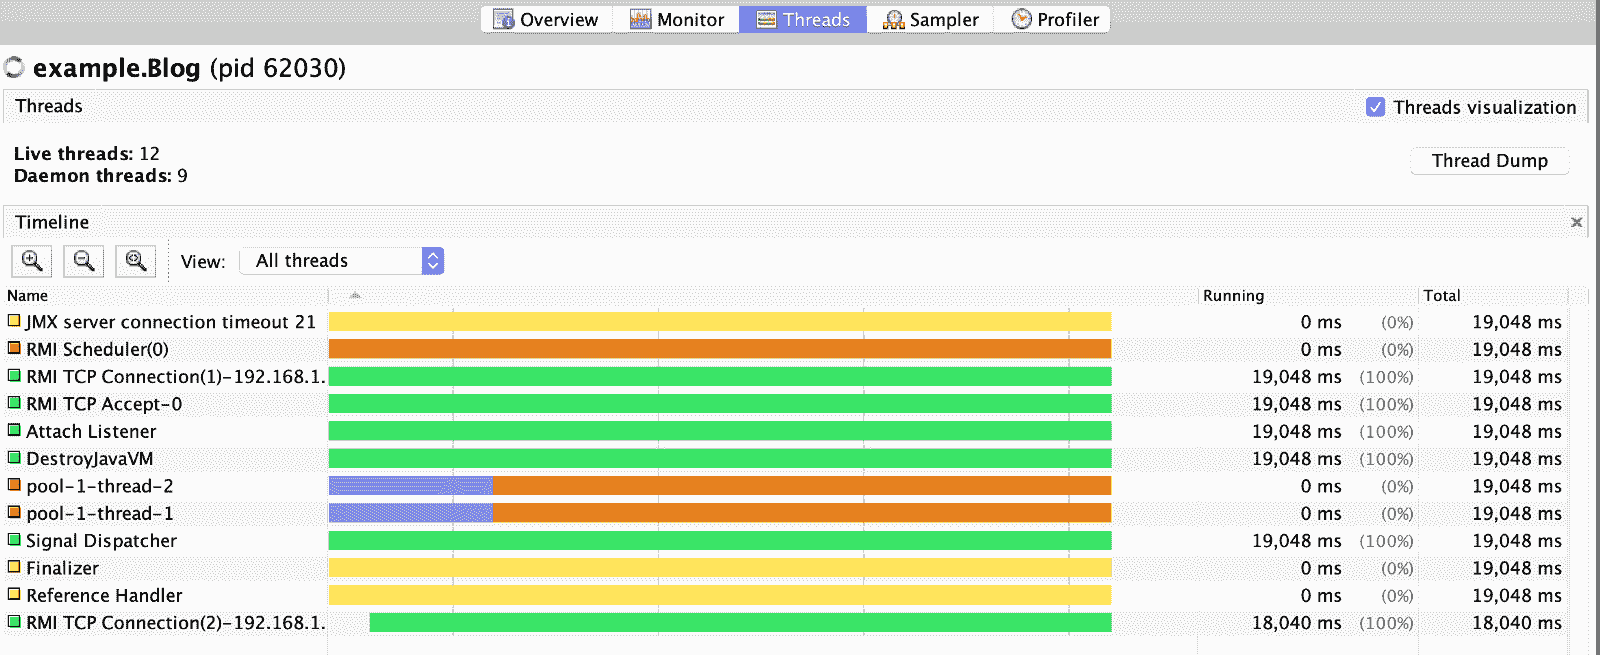 Overview Monitor Threads Sampler Profiler
example.Blog (pid 62030)
Threads Threads visualization
Live threads: 12
Daemon threads: 9
Thread Dump
Timeline
View: All threads
Name Running Total
JMX server connection timeout 21 0 ms (0%) 19,048 ms
RMI Scheduler(0) 0 ms (0%) 19,048 ms
RMI TCP Connection(1)-192.168.1. 19,048 ms (100%) 19,048 ms
RMI TCP Accept-0 19,048 ms (100%) 19,048 ms
Attach Listener 19,048 ms (100%) 19,048 ms
DestroyJavaVM 19,048 ms (100%) 19,048 ms
pool-1-thread-2 0 ms (0%) 19,048 ms
pool-1-thread-1 0 ms (0%) 19,048 ms
Signal Dispatcher 19,048 ms (100%) 19,048 ms
Finalizer 0 ms (0%) 19,048 ms
Reference Handler 0 ms (0%) 19,048 ms
RMI TCP Connection(2)-192.168.1. 18,040 ms (100%) 18,040 ms